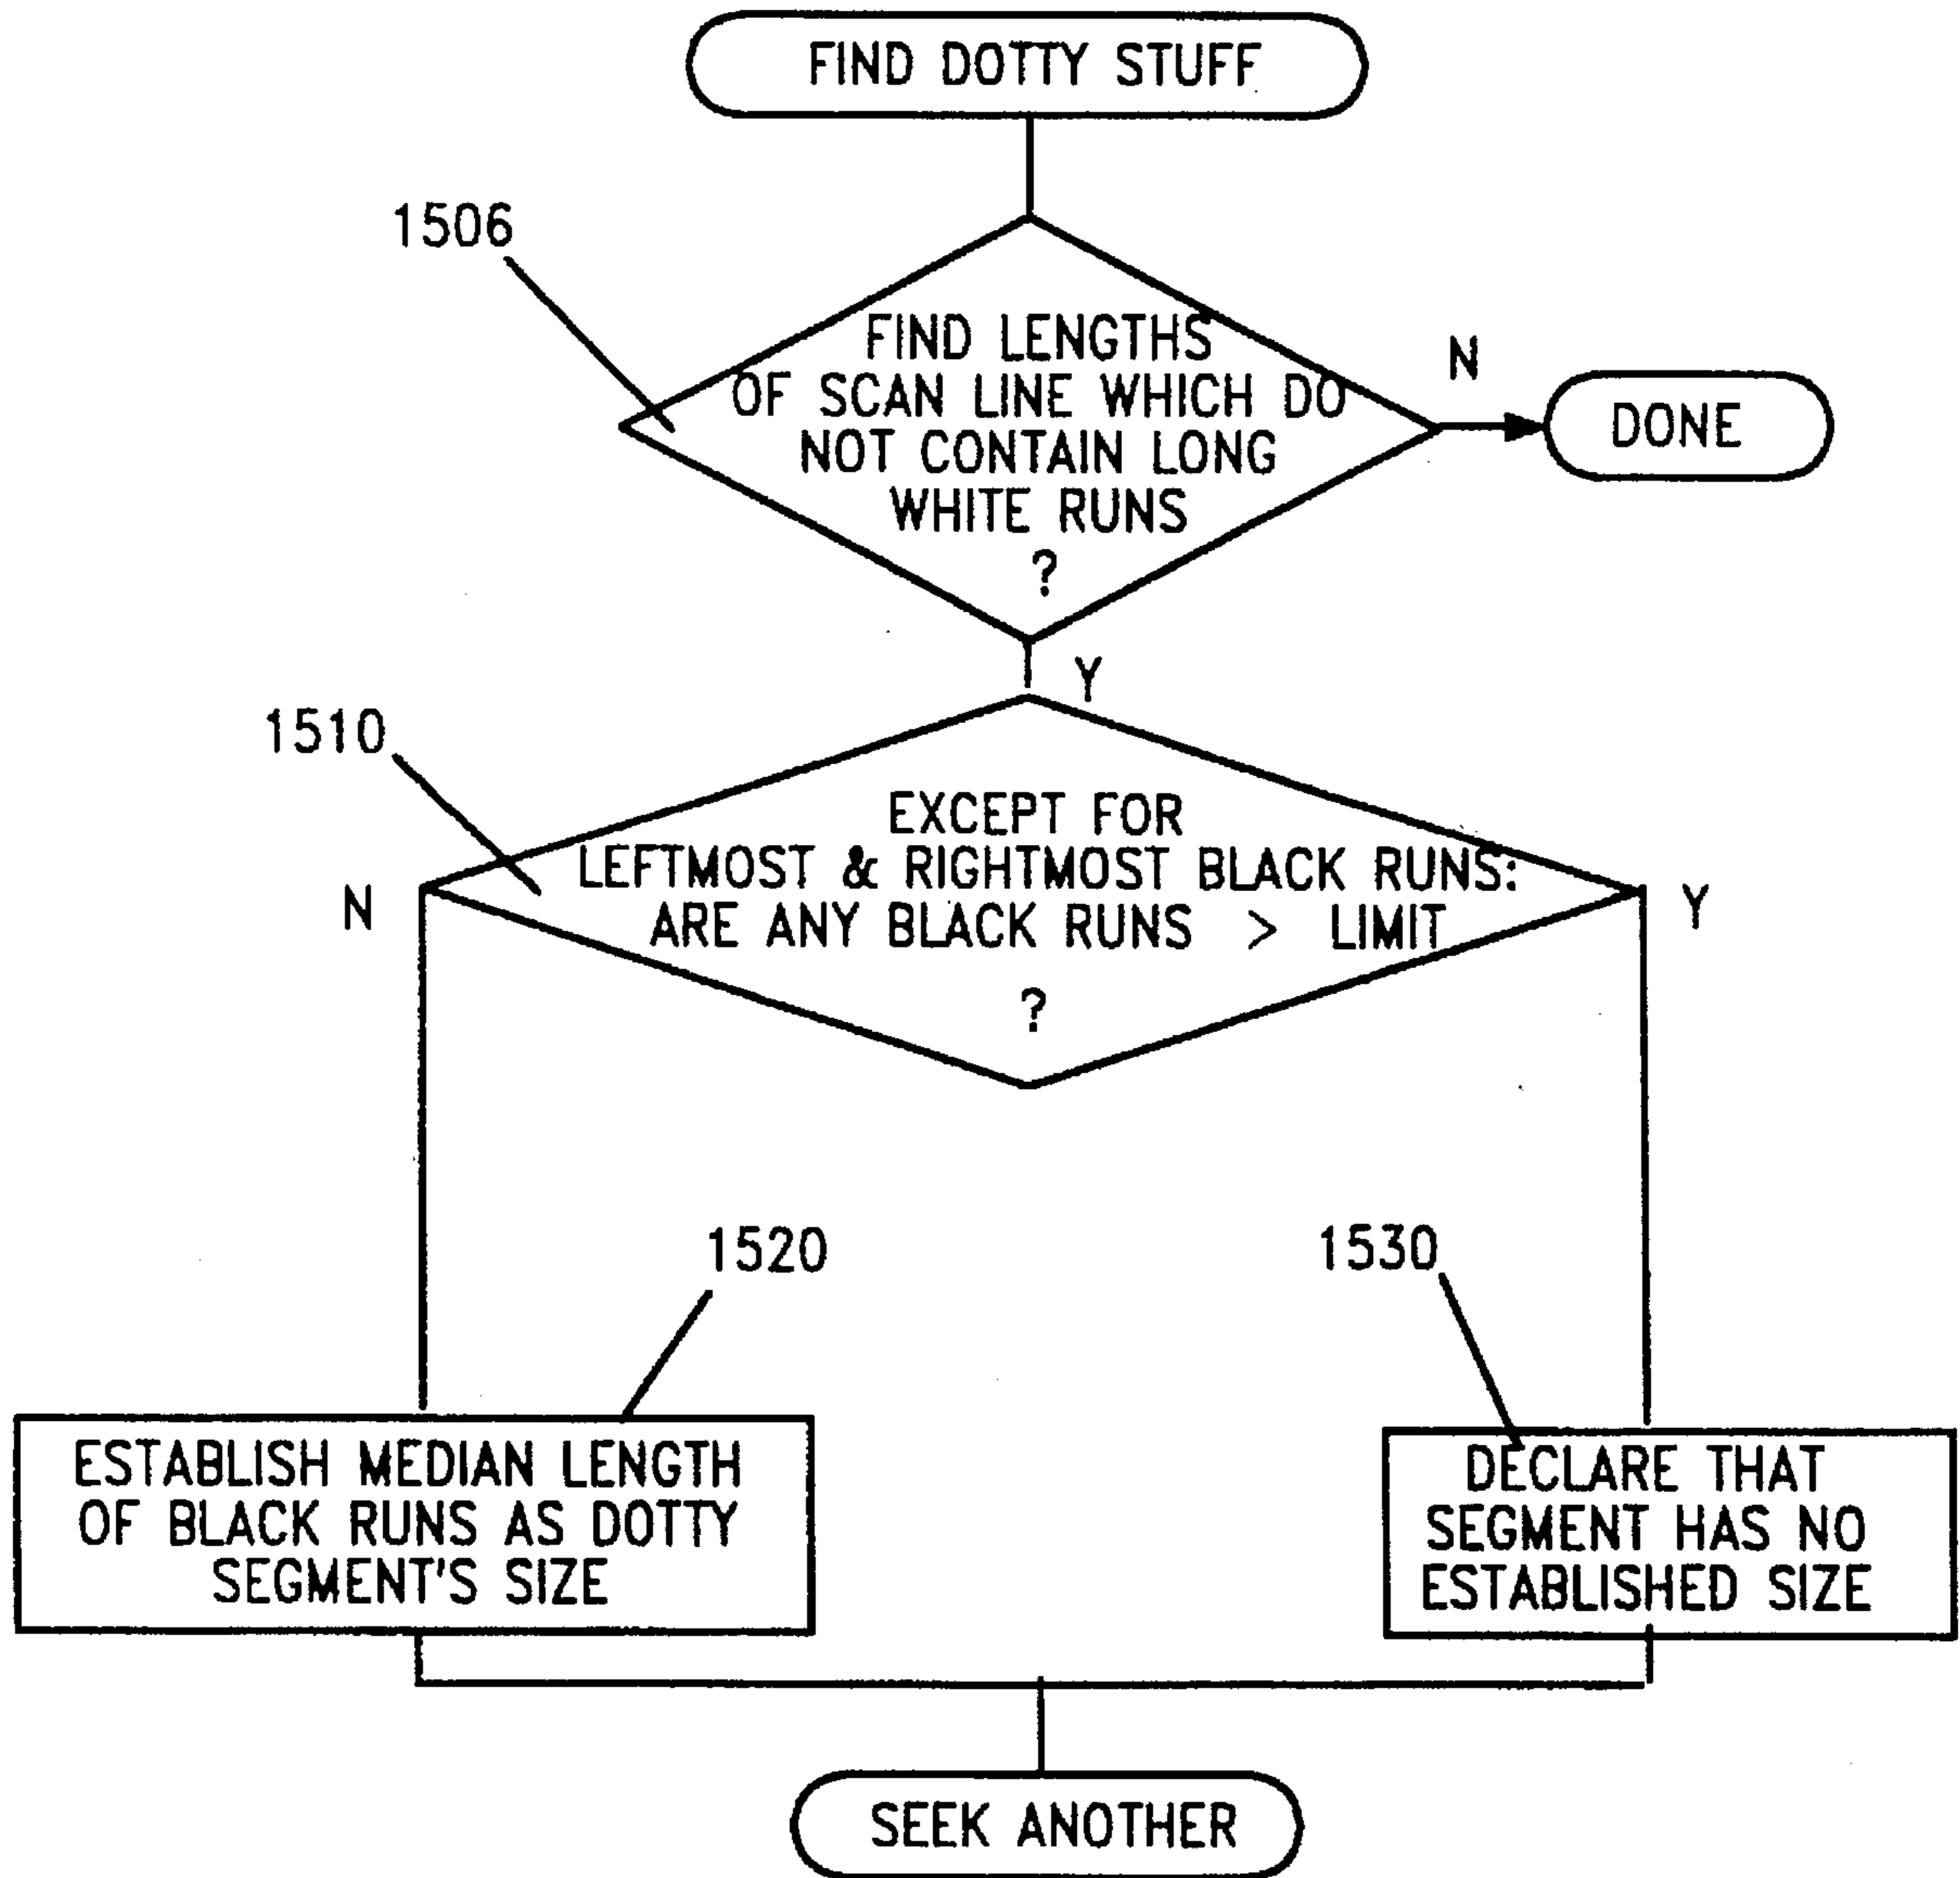 FIND DOTTY STUFF
1506
FIND LENGTHS
OF SCAN LINE WHICH DO
NOT CONTAIN LONG
WHITE RUNS
?
N
DONE
Y
1510
EXCEPT FOR
LEFTMOST & RIGHTMOST BLACK RUNS:
ARE ANY BLACK RUNS > LIMIT
?
N
Y
1520
1530
ESTABLISH MEDIAN LENGTH
OF BLACK RUNS AS DOTTY
SEGMENT'S SIZE
DECLARE THAT
SEGMENT HAS NO
ESTABLISHED SIZE
SEEK ANOTHER